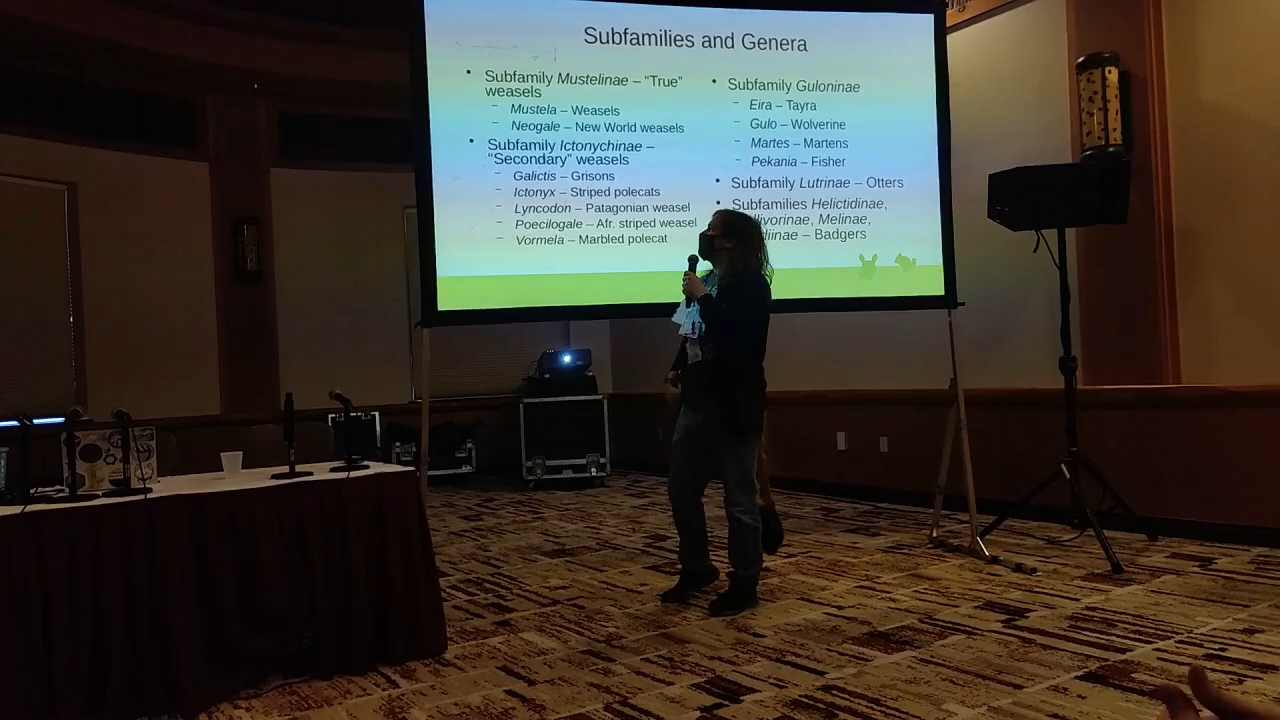 Subfamilies and Genera
• Subfamily Mustelinae – “True”
weasels
– Mustela – Weasels
– Neogale – New World weasels
• Subfamily Ictonychinae –
“Secondary” weasels
– Galictis – Grisons
– Ictonyx – Striped polecats
– Lyncodon – Patagonian weasel
– Poecilogale – Afr. striped weasel
– Vormela – Marbled polecat
• Subfamily Guloninae
– Eira – Tayra
– Gulo – Wolverine
– Martes – Martens
– Pekania – Fisher
• Subfamily Lutrinae – Otters
• Subfamilies Helictidinae,
Melinae,
– Badgers